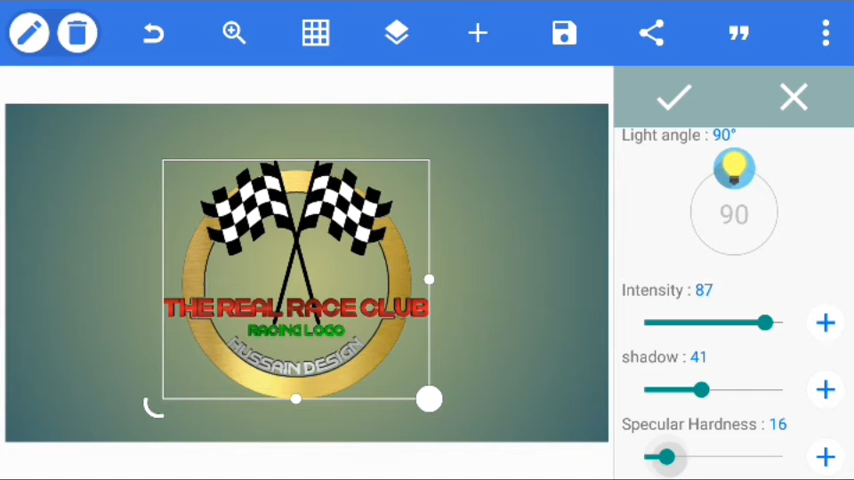 Light angle : 90°
90
THE REAL RACE CLUB
RACING LOGO
HUSSAIN DESIGN
Intensity : 87
shadow : 41
Specular Hardness : 16